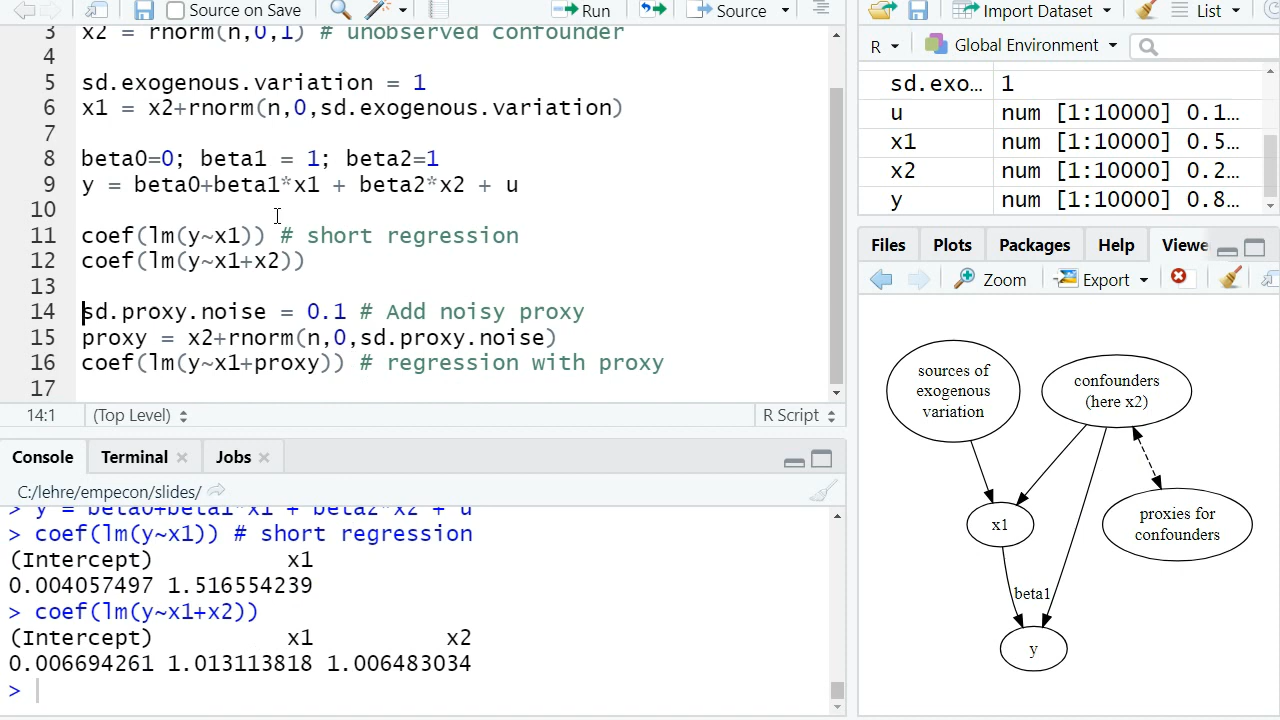 Source on Save
Run
Source
3 x2 = rnorm(n,0,1) # unobserved confounder
4
5 sd.exogenous.variation = 1
6 x1 = x2+rnorm(n,0,sd.exogenous.variation)
7
8 beta0=0; beta1 = 1; beta2=1
9 y = beta0+beta1*x1 + beta2*x2 + u
10
11 coef(lm(y~x1)) # short regression
12 coef(lm(y~x1+x2))
13
14 sd.proxy.noise = 0.1 # Add noisy proxy
15 proxy = x2+rnorm(n,0,sd.proxy.noise)
16 coef(lm(y~x1+proxy)) # regression with proxy
17
14:1 (Top Level) R Script
Console Terminal Jobs
C:/lehre/empecon/slides/
> y = beta0+beta1*x1 + beta2*x2 + u
> coef(lm(y~x1)) # short regression
(Intercept) x1
0.004057497 1.516554239
> coef(lm(y~x1+x2))
(Intercept) x1 x2
0.006694261 1.013113818 1.006483034
>
Import Dataset List
R Global Environment
sd.exo… 1
u num [1:10000] 0.1…
x1 num [1:10000] 0.5…
x2 num [1:10000] 0.2…
y num [1:10000] 0.8…
Files Plots Packages Help Viewe
Zoom Export
sources of
exogenous
variation
confounders
(here x2)
x1
proxies for
confounders
beta1
y